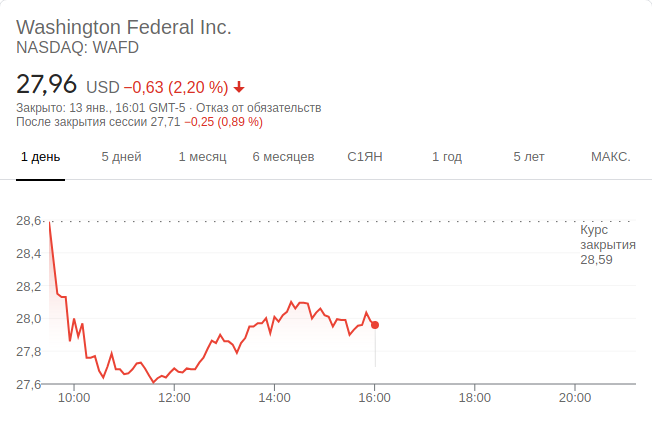 Washington Federal Inc.
NASDAQ: WAFD
27,96 USD −0,63 (2,20 %)
Закрыто: 13 янв., 16:01 GMT-5 · Отказ от обязательств
После закрытия сессии 27,71 −0,25 (0,89 %)
1 день 5 дней 1 месяц 6 месяцев С1ЯН 1 год 5 лет МАКС.
28,6
Курс
закрытия
28,59
28,4
28,2
28,0
27,8
27,6
10:00 12:00 14:00 16:00 18:00 20:00